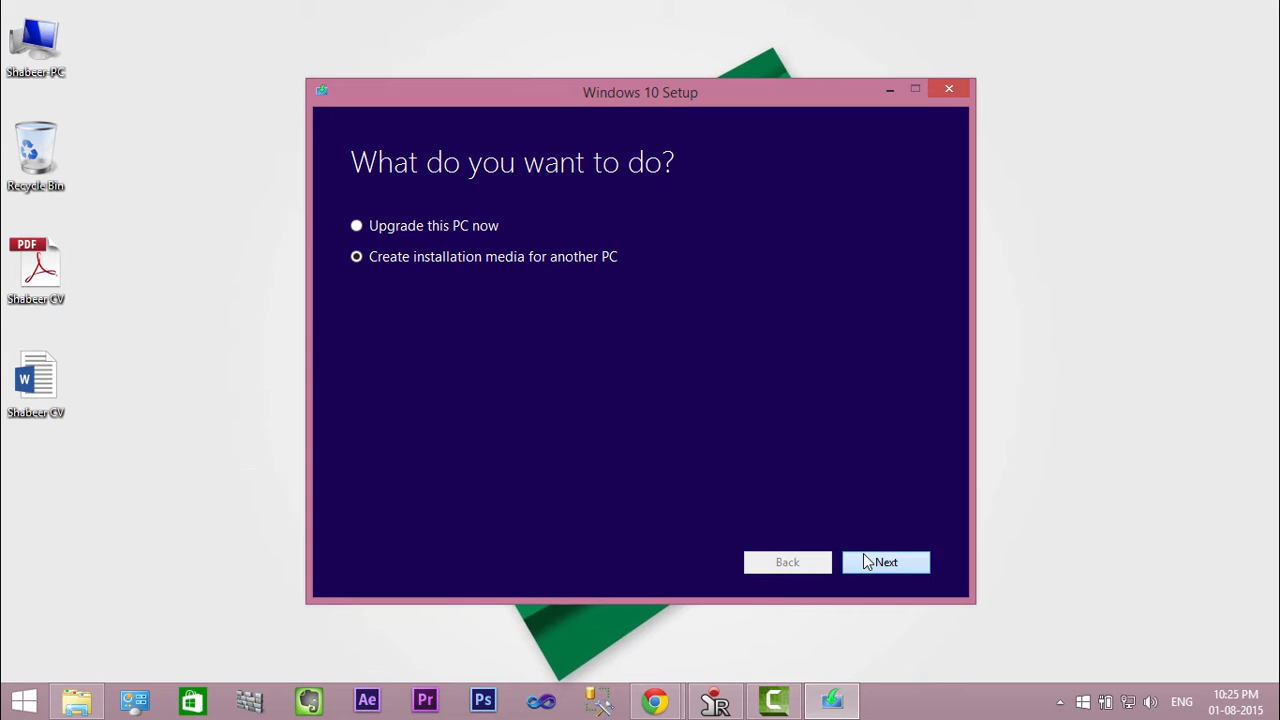 Shabeer-PC
Recycle Bin
PDF
Shabeer CV
W
Shabeer CV
Windows 10 Setup
What do you want to do?
Upgrade this PC now
Create installation media for another PC
Back
Next
Ae
Pr
Ps
R
C
ENG
10:25 PM
01-08-2015